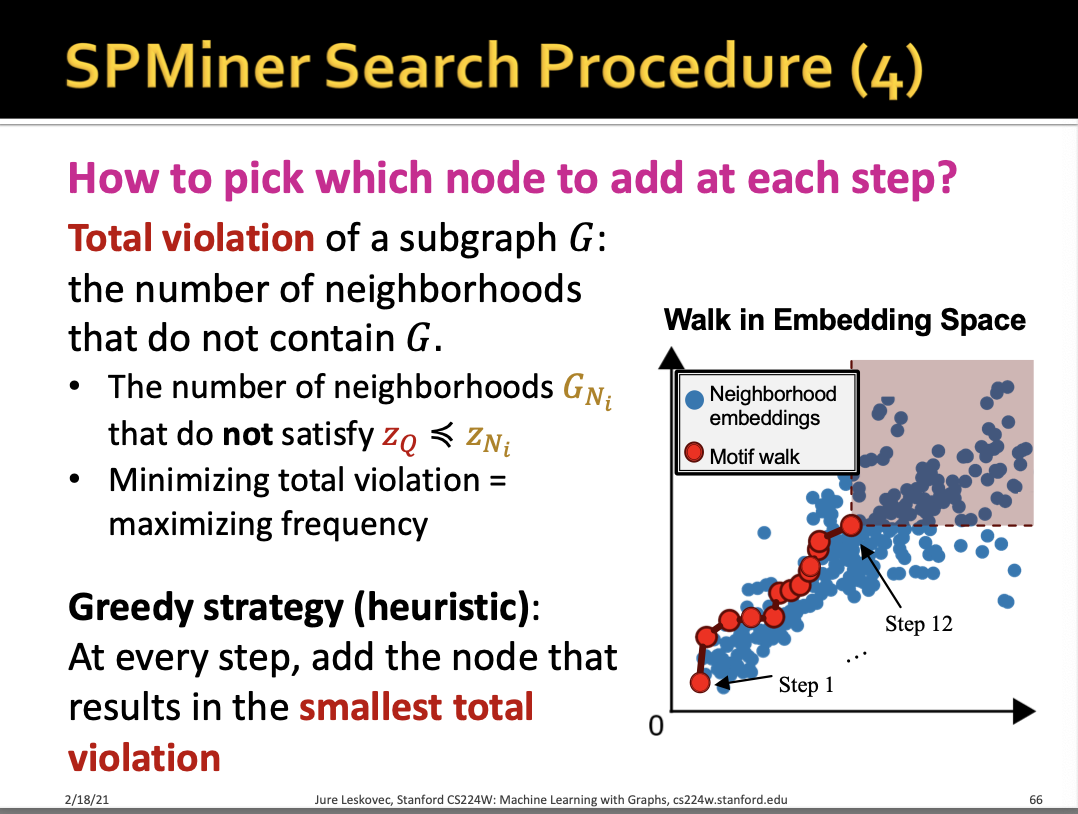 SPMiner Search Procedure (4)
How to pick which node to add at each step?
Total violation of a subgraph G:
the number of neighborhoods
that do not contain G.
• The number of neighborhoods G_{N_i}
that do not satisfy z_Q ≼ z_{N_i}
• Minimizing total violation =
maximizing frequency
Greedy strategy (heuristic):
At every step, add the node that
results in the smallest total
violation
Walk in Embedding Space
Neighborhood
embeddings
Motif walk
Step 12
...
Step 1
0
2/18/21
Jure Leskovec, Stanford CS224W: Machine Learning with Graphs, cs224w.stanford.edu
66